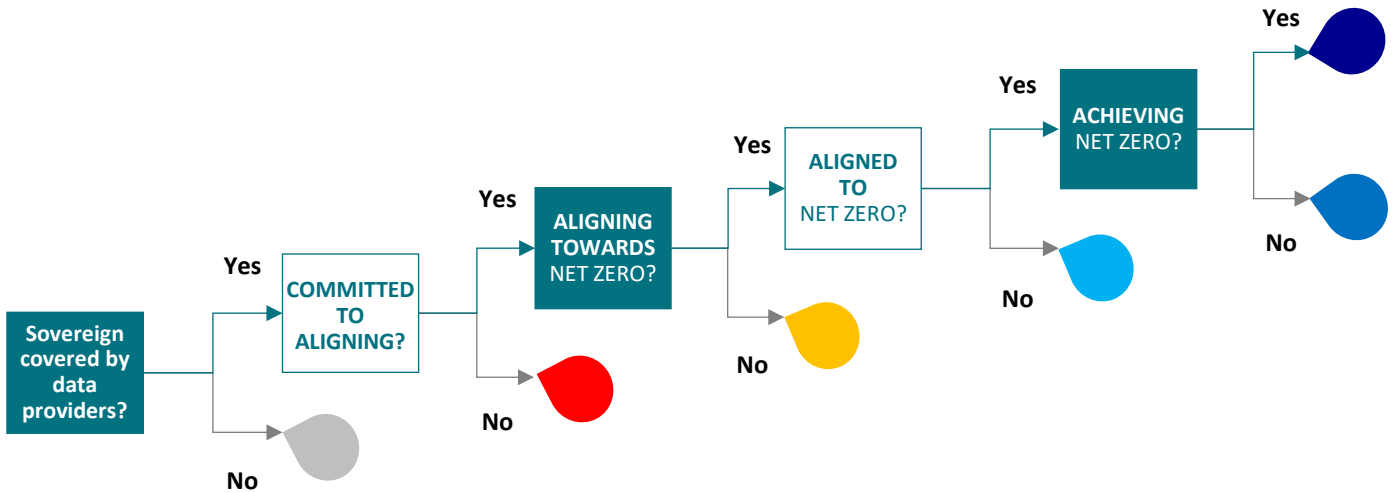 Sovereign
covered by
data
providers?
Yes
No
COMMITTED
TO
ALIGNING?
Yes
No
ALIGNING
TOWARDS
NET ZERO?
Yes
No
ALIGNED
TO
NET ZERO?
Yes
No
ACHIEVING
NET ZERO?
Yes
No